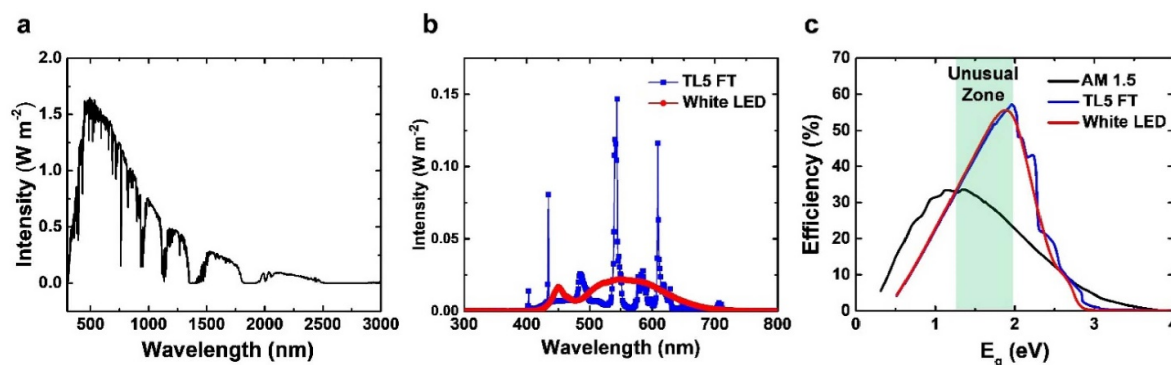 a
2.0
1.5
1.0
0.5
0.0
Intensity (W m⁻²)
500 1000 1500 2000 2500 3000
Wavelength (nm)
b
TL5 FT
White LED
0.15
0.10
0.05
0.00
Intensity (W m⁻²)
300 400 500 600 700 800
Wavelength (nm)
c
70
60
50
40
30
20
10
0
Efficiency (%)
Unusual
Zone
AM 1.5
TL5 FT
White LED
0 1 2 3 4
E_g (eV)